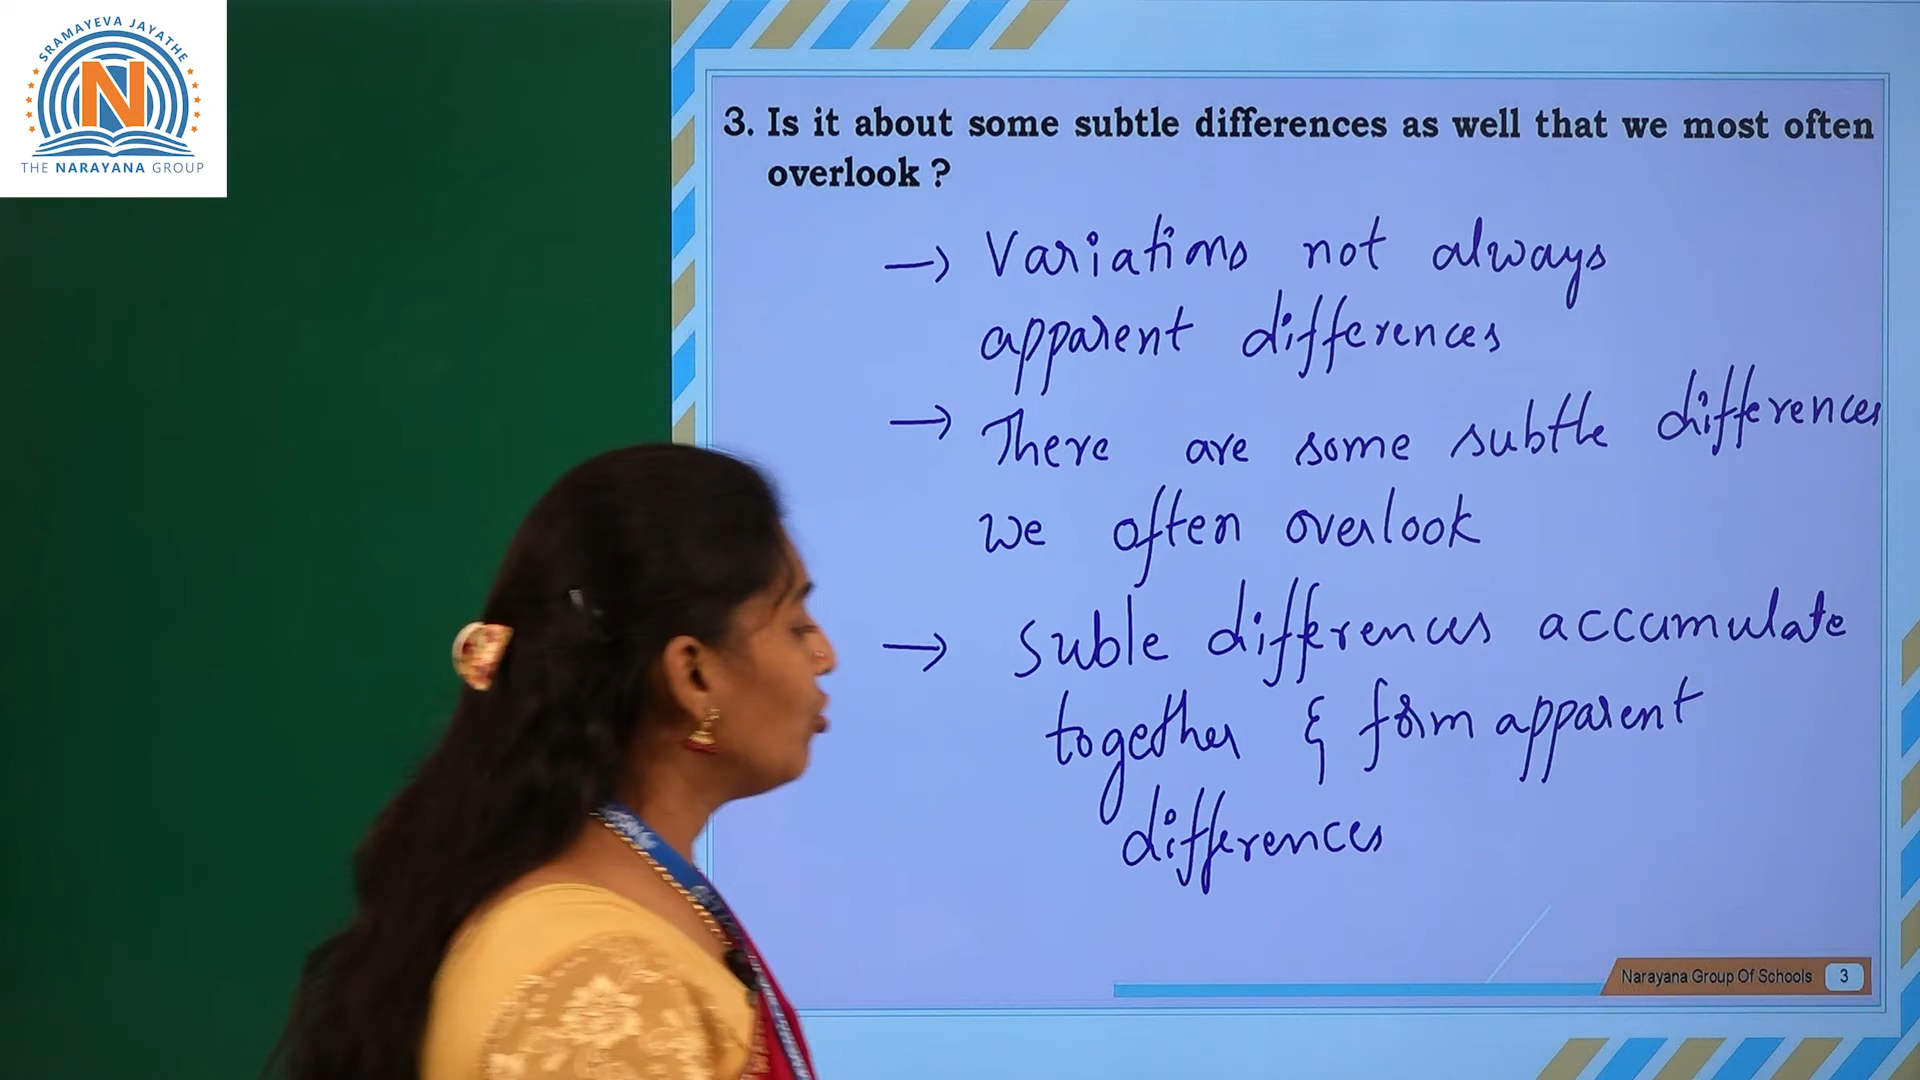 SRAMAYEVA JAYATHE
N
THE NARAYANA GROUP
3. Is it about some subtle differences as well that we most often
overlook ?
→ Variations not always
apparent differences
→ There are some subtle differences
we often overlook
→ Suble differences accumulate
together & form apparent
differences
Narayana Group Of Schools 3